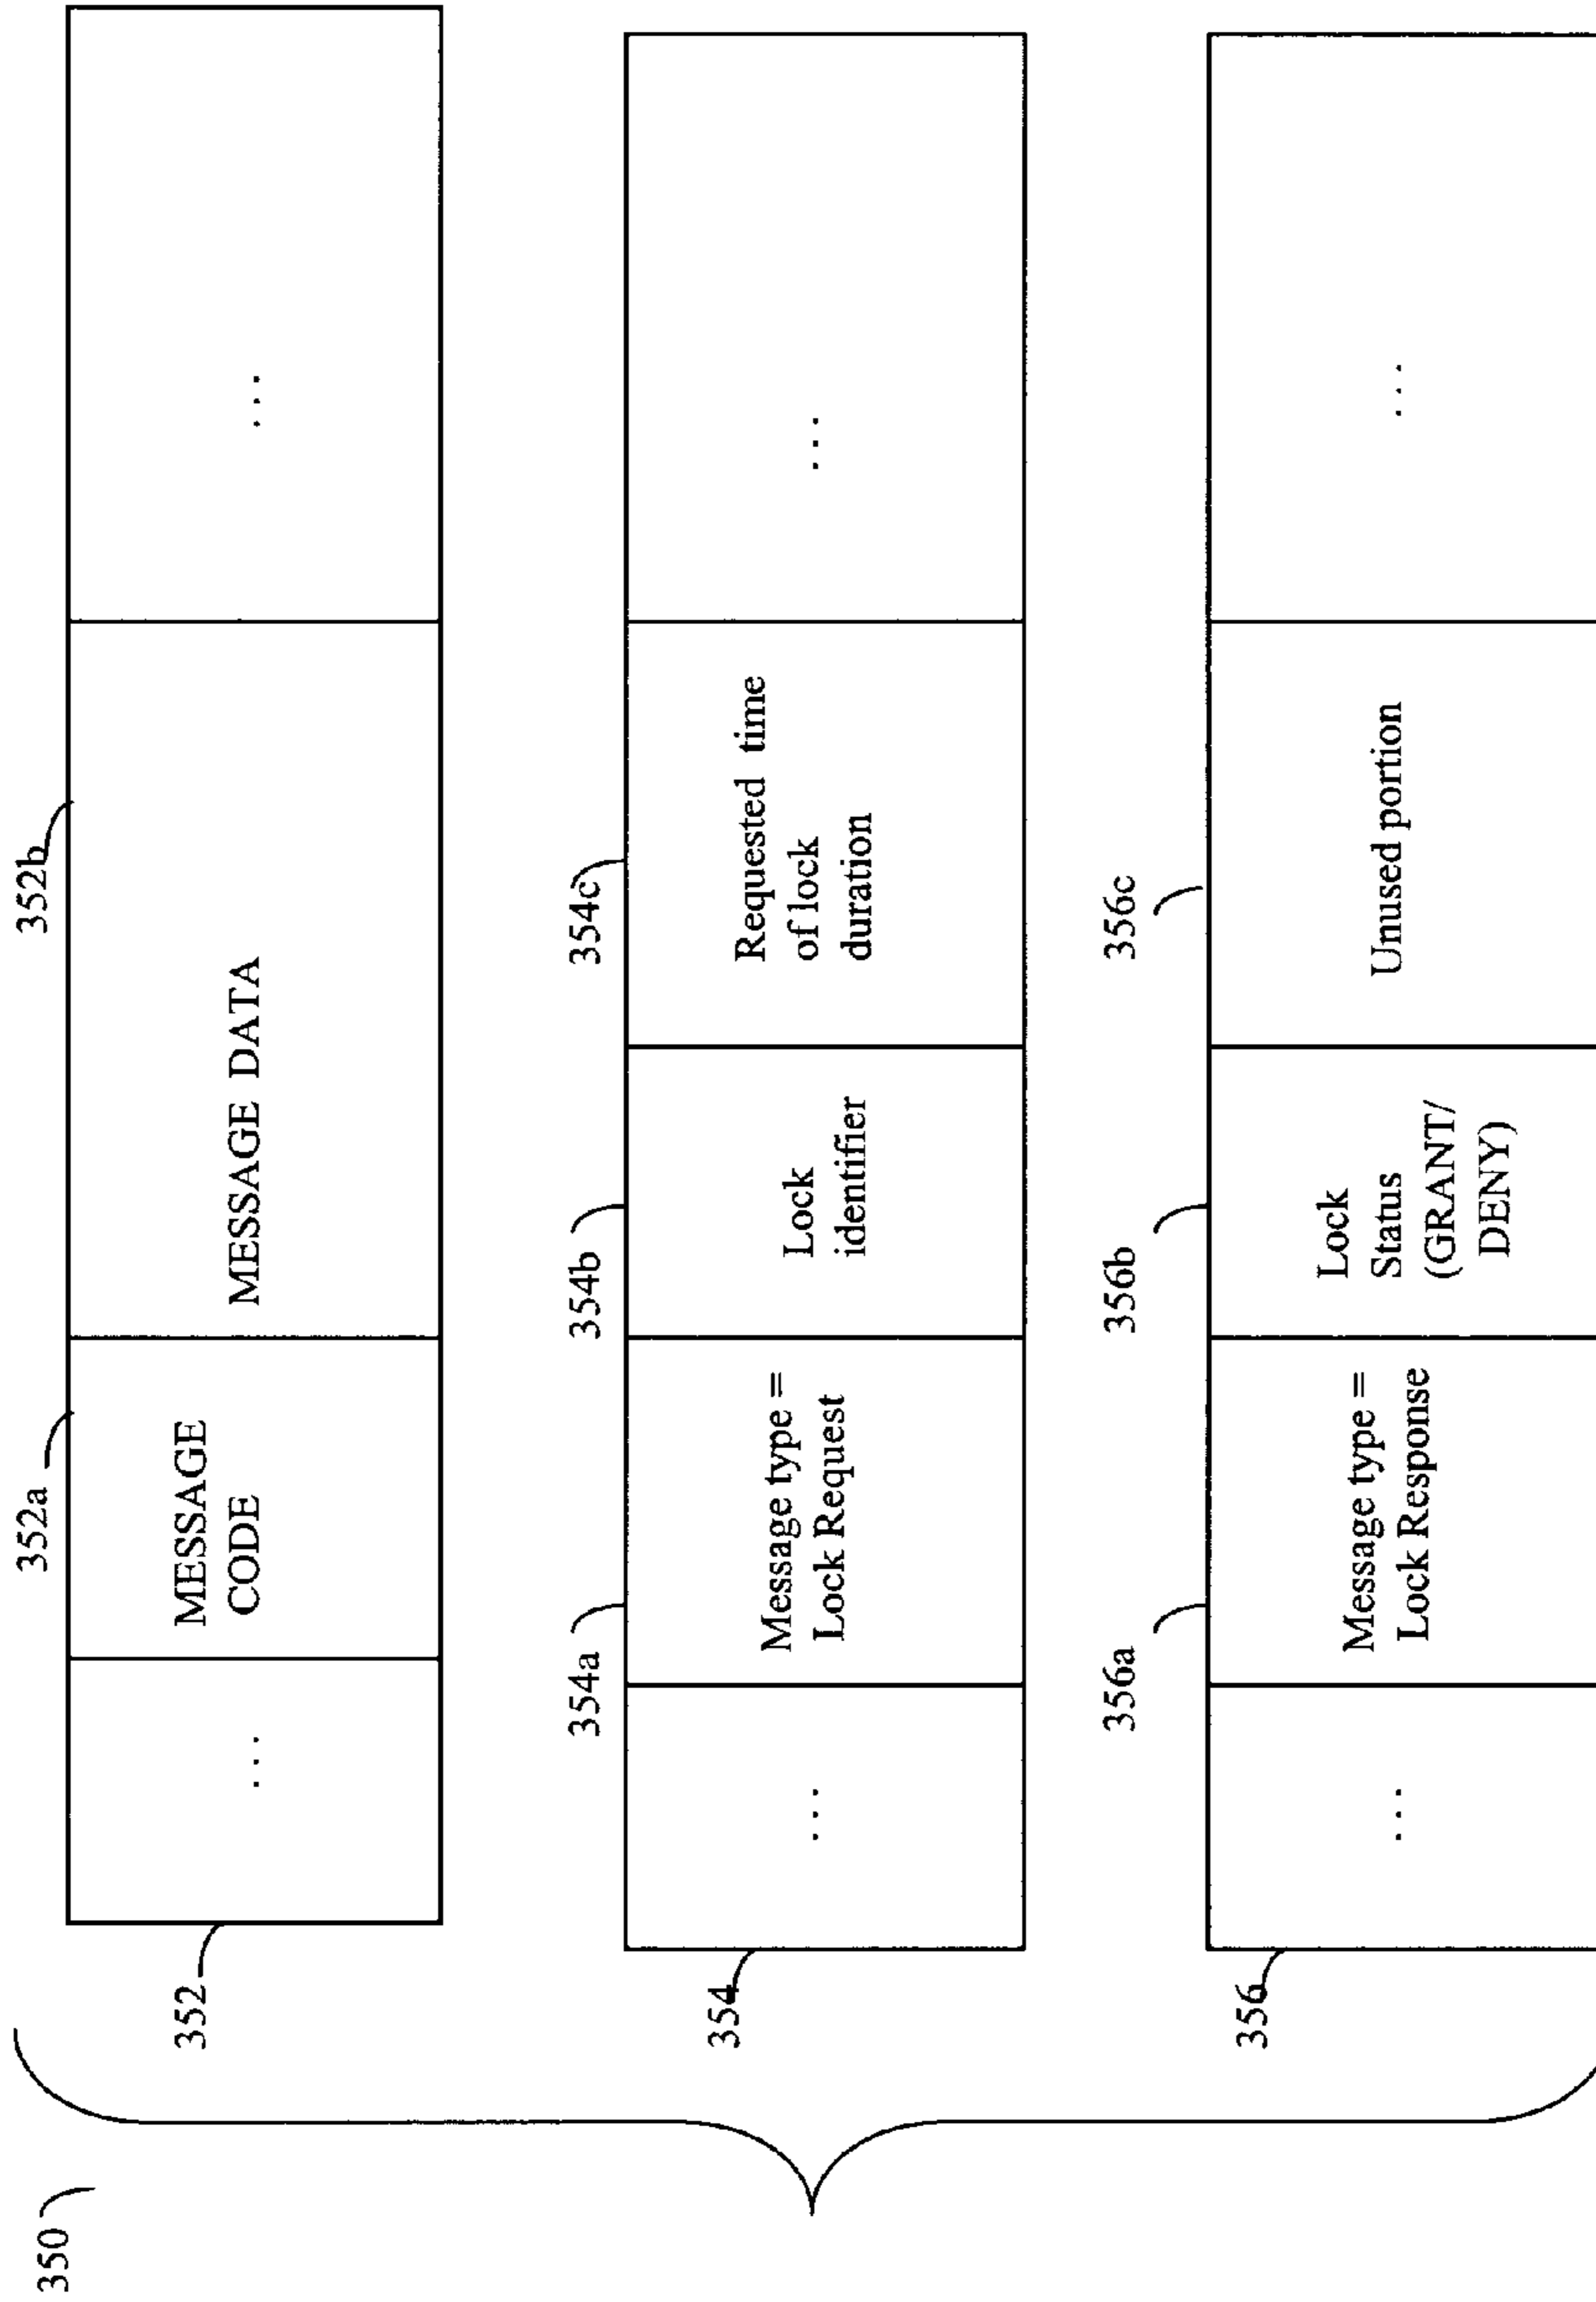 350
352
352a
352b
...
MESSAGE
CODE
MESSAGE DATA
...
354
354a
354b
354c
...
Message type =
Lock Request
Lock
identifier
Requested time
of lock
duration
...
356
356a
356b
356c
...
Message type =
Lock Response
Lock
Status
(GRANT/
DENY)
Unused portion
...